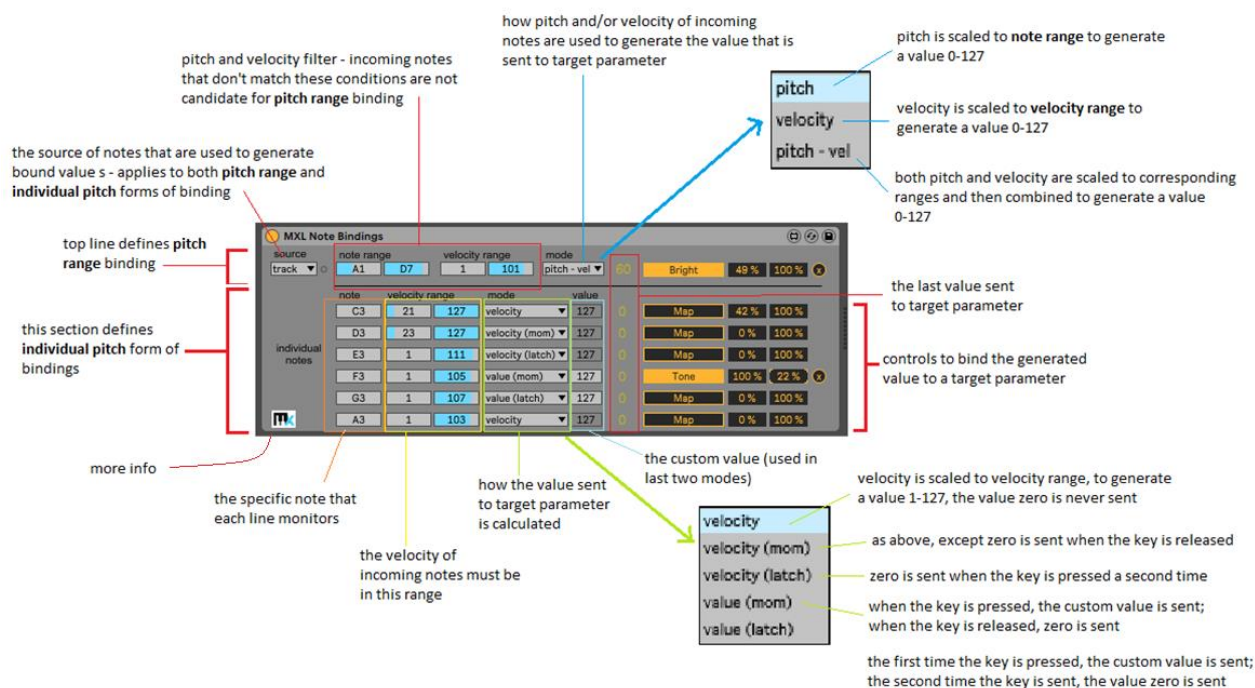 how pitch and/or velocity of incoming
notes are used to generate the value that is
sent to target parameter
pitch is scaled to note range to generate
a value 0-127
pitch and velocity filter - incoming notes
that don't match these conditions are not
candidate for pitch range binding
pitch
velocity
pitch - vel
velocity is scaled to velocity range to
generate a value 0-127
both pitch and velocity are scaled to corresponding
ranges and then combined to generate a value
0-127
the source of notes that are used to generate
bound value s - applies to both pitch range and
individual pitch forms of binding
top line defines pitch
range binding
this section defines
individual pitch form of
bindings
MXL Note Bindings
source note range velocity range mode
track A1 D7 1 101 pitch - vel 60 Bright 49 % 100 % x
note velocity range mode value
C3 21 127 velocity 127 0 Map 42 % 100 %
D3 23 127 velocity (mom) 127 0 Map 0 % 100 %
individual
notes
E3 1 111 velocity (latch) 127 0 Map 0 % 100 %
F3 1 105 value (mom) 127 0 Tone 100 % 22 % x
G3 1 107 value (latch) 127 0 Map 0 % 100 %
A3 1 103 velocity 127 0 Map 0 % 100 %
the last value sent
to target parameter
controls to bind the generated
value to a target parameter
more info
the specific note that
each line monitors
the velocity of
incoming notes must be
in this range
how the value sent
to target parameter
is calculated
the custom value (used in
last two modes)
velocity
velocity (mom)
velocity (latch)
value (mom)
value (latch)
velocity is scaled to velocity range, to generate
a value 1-127, the value zero is never sent
as above, except zero is sent when the key is released
zero is sent when the key is pressed a second time
when the key is pressed, the custom value is sent;
when the key is released, zero is sent
the first time the key is pressed, the custom value is sent;
the second time the key is sent, the value zero is sent